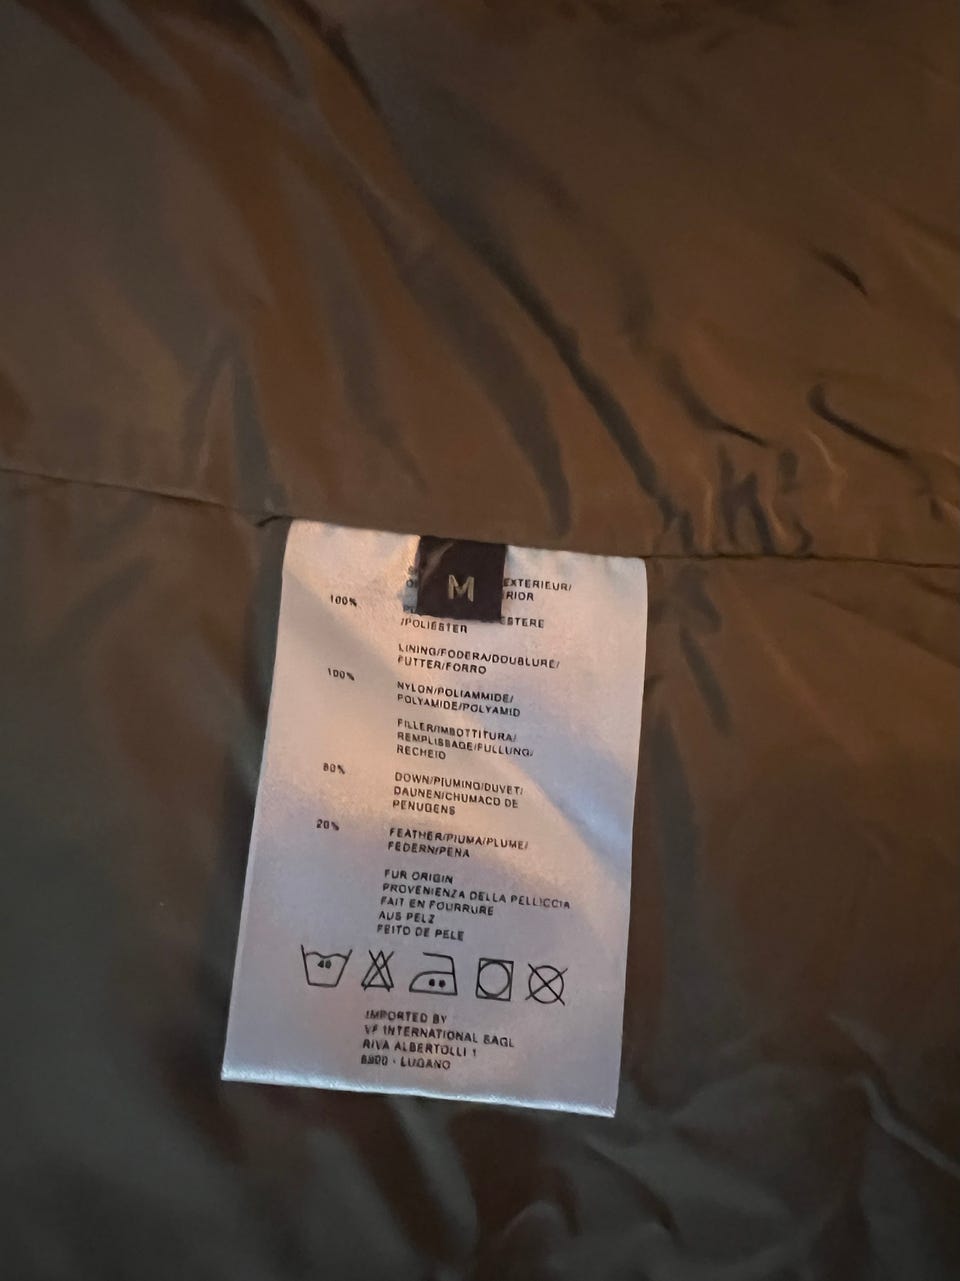 M
EXTERIEUR/
RIOR
100%
ESTERE
/POLIESTER
LINING/FODERA/DOUBLURE/
FUTTER/FORRO
100%
NYLON/POLIAMMIDE/
POLYAMIDE/POLYAMID
FILLER/IMBOTTITURA/
REMPLISSAGE/FULLUNG/
RECHEIO
80%
DOWN/PIUMINO/DUVET/
DAUNEN/CHUMACO DE
PENUGENS
20%
FEATHER/PIUMA/PLUME/
FEDERN/PENA
FUR ORIGIN
PROVENIENZA DELLA PELLICCIA
FAIT EN FOURRURE
AUS PELZ
FEITO DE PELE
40
IMPORTED BY
VF INTERNATIONAL SAGL
RIVA ALBERTOLLI 1
6900 - LUGANO